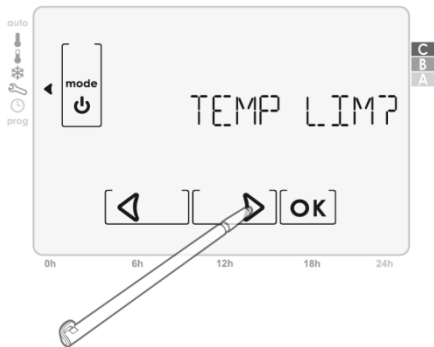 auto
prog
mode
TEMP LIM?
OK
C
B
A
0h 6h 12h 18h 24h